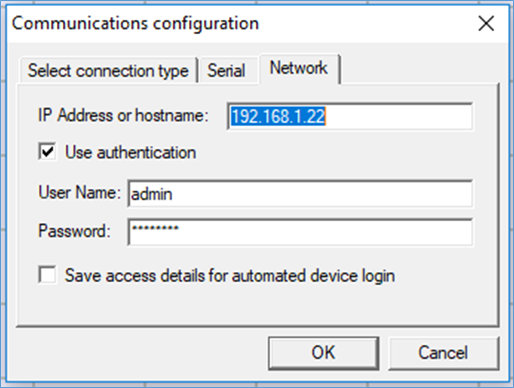 Communications configuration
Select connection type Serial Network
IP Address or hostname: 192.168.1.22
Use authentication
User Name: admin
Password: ********
Save access details for automated device login
OK Cancel